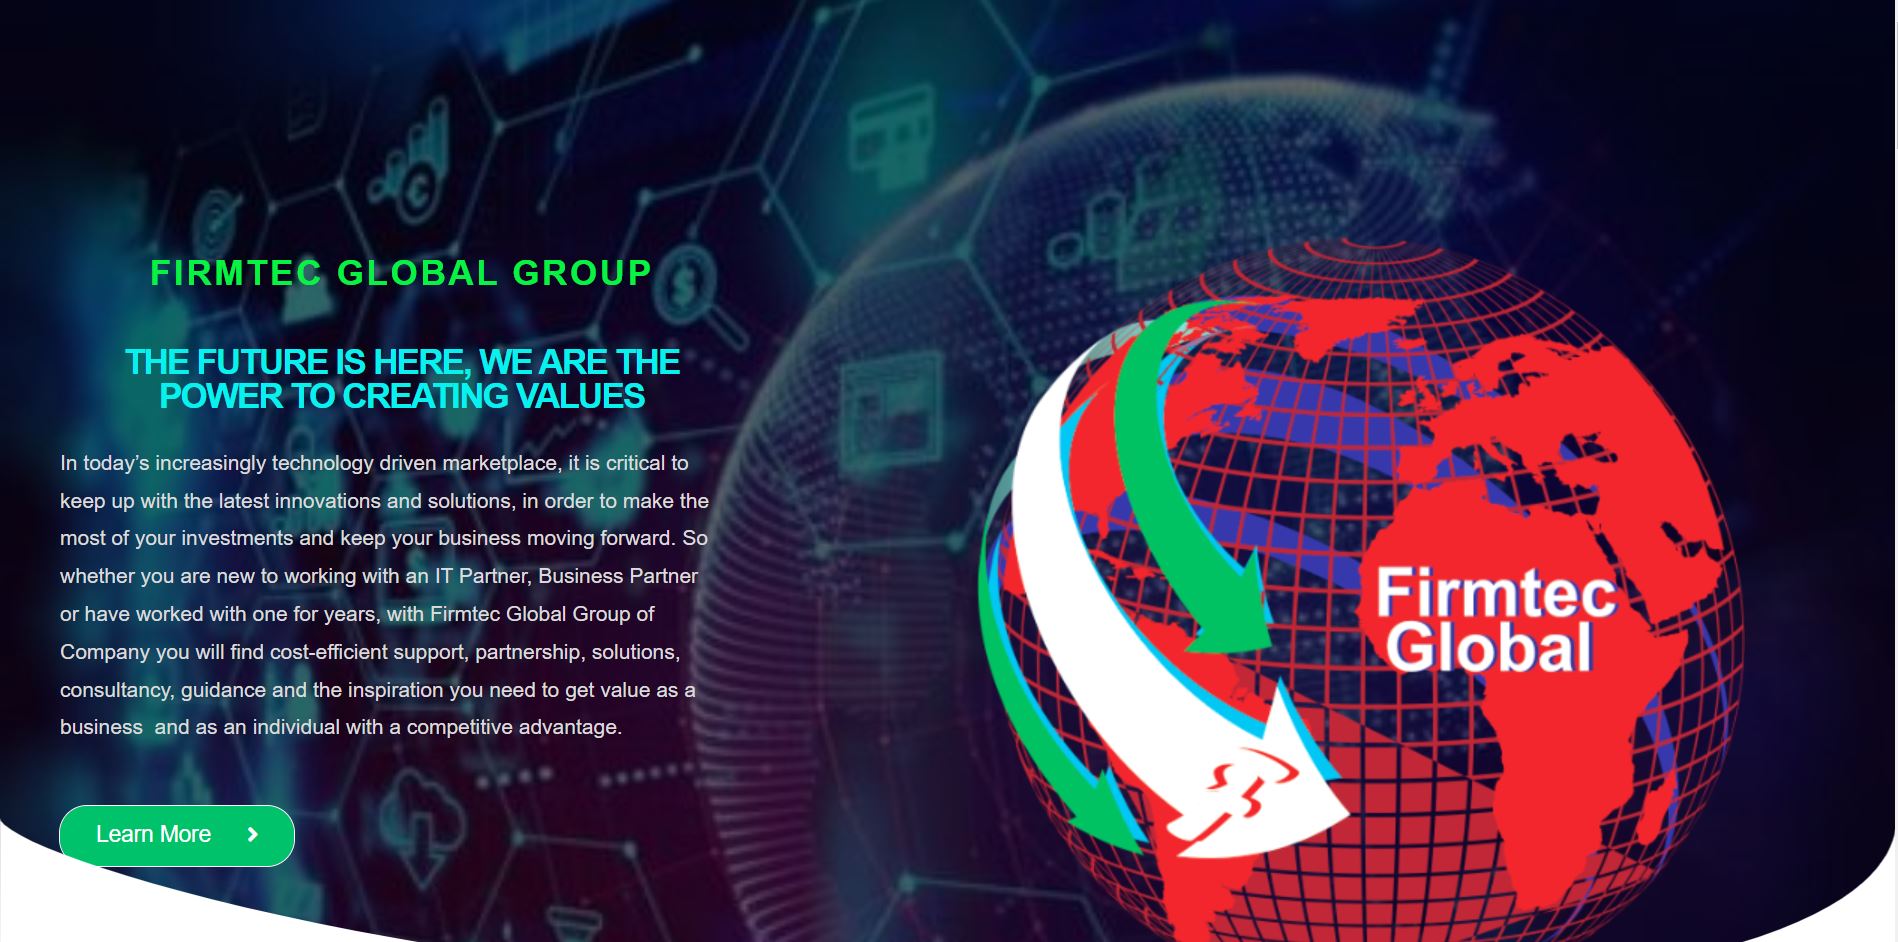 FIRMTEC GLOBAL GROUP
THE FUTURE IS HERE, WE ARE THE
POWER TO CREATING VALUES
In today’s increasingly technology driven marketplace, it is critical to
keep up with the latest innovations and solutions, in order to make the
most of your investments and keep your business moving forward. So
whether you are new to working with an IT Partner, Business Partner
or have worked with one for years, with Firmtec Global Group of
Company you will find cost-efficient support, partnership, solutions,
consultancy, guidance and the inspiration you need to get value as a
business  and as an individual with a competitive advantage.
Learn More
Firmtec
Global